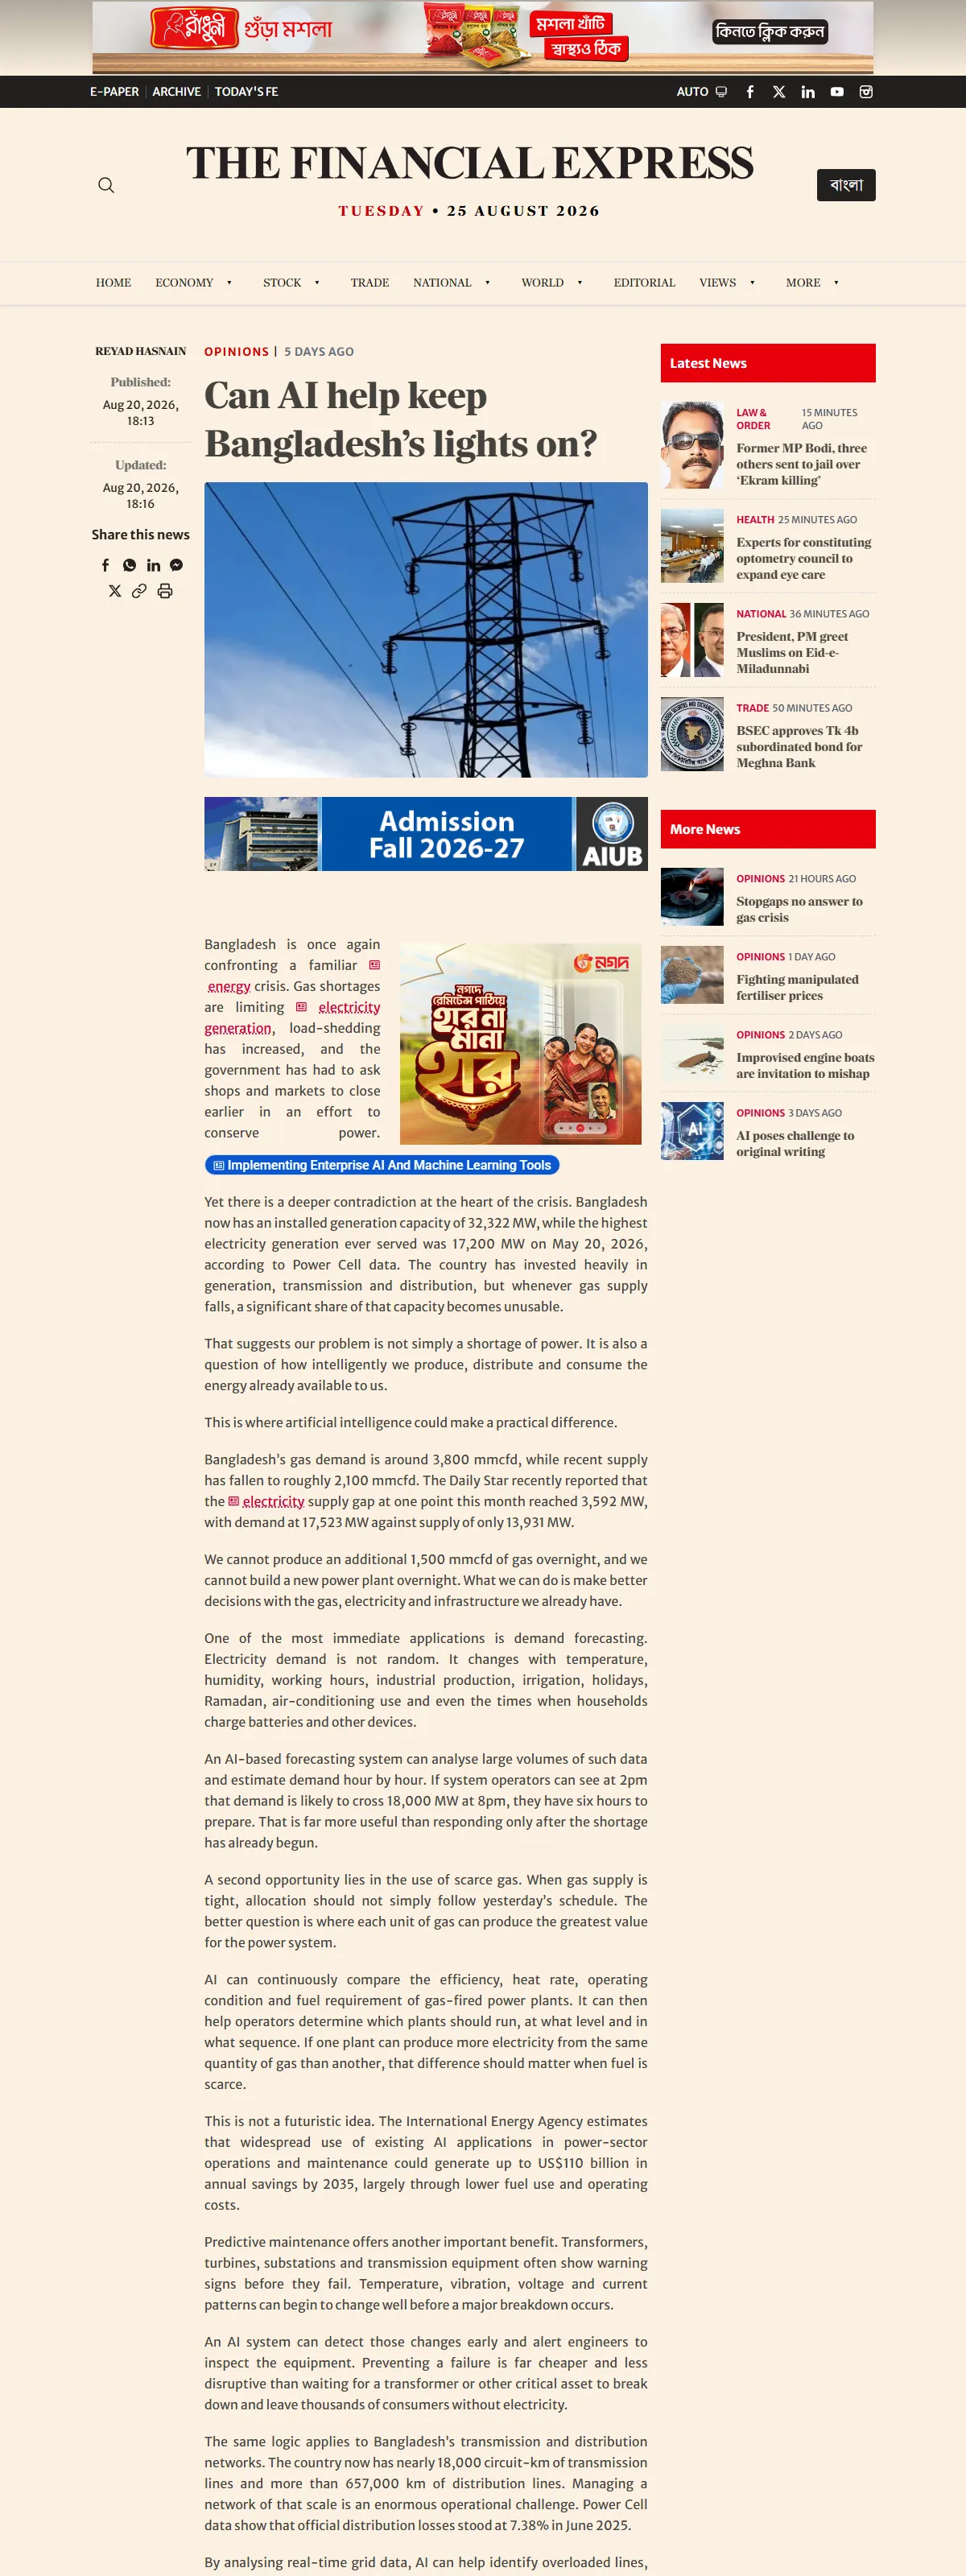 রাঁধুনী গুঁড়া মশলা
মশলা খাঁটি
স্বাস্থ্যও ঠিক
কিনতে ক্লিক করুন
E-PAPER | ARCHIVE | TODAY'S FE
AUTO
THE FINANCIAL EXPRESS
TUESDAY • 25 AUGUST 2026
বাংলা
HOME ECONOMY STOCK TRADE NATIONAL WORLD EDITORIAL VIEWS MORE
REYAD HASNAIN
Published:
Aug 20, 2026,
18:13
Updated:
Aug 20, 2026,
18:16
Share this news
OPINIONS | 5 DAYS AGO
Can AI help keep
Bangladesh's lights on?
Admission
Fall 2026-27
AIUB
Bangladesh is once again
confronting a familiar
energy crisis. Gas shortages
are limiting electricity
generation, load-shedding
has increased, and the
government has had to ask
shops and markets to close
earlier in an effort to
conserve power.
নগদ
নগদে
রেমিটেন্স পাঠিয়ে
হার না
মানা
হার
Implementing Enterprise AI And Machine Learning Tools
Yet there is a deeper contradiction at the heart of the crisis. Bangladesh
now has an installed generation capacity of 32,322 MW, while the highest
electricity generation ever served was 17,200 MW on May 20, 2026,
according to Power Cell data. The country has invested heavily in
generation, transmission and distribution, but whenever gas supply
falls, a significant share of that capacity becomes unusable.
That suggests our problem is not simply a shortage of power. It is also a
question of how intelligently we produce, distribute and consume the
energy already available to us.
This is where artificial intelligence could make a practical difference.
Bangladesh's gas demand is around 3,800 mmcfd, while recent supply
has fallen to roughly 2,100 mmcfd. The Daily Star recently reported that
the electricity supply gap at one point this month reached 3,592 MW,
with demand at 17,523 MW against supply of only 13,931 MW.
We cannot produce an additional 1,500 mmcfd of gas overnight, and we
cannot build a new power plant overnight. What we can do is make better
decisions with the gas, electricity and infrastructure we already have.
One of the most immediate applications is demand forecasting.
Electricity demand is not random. It changes with temperature,
humidity, working hours, industrial production, irrigation, holidays,
Ramadan, air-conditioning use and even the times when households
charge batteries and other devices.
An AI-based forecasting system can analyse large volumes of such data
and estimate demand hour by hour. If system operators can see at 2pm
that demand is likely to cross 18,000 MW at 8pm, they have six hours to
prepare. That is far more useful than responding only after the shortage
has already begun.
A second opportunity lies in the use of scarce gas. When gas supply is
tight, allocation should not simply follow yesterday's schedule. The
better question is where each unit of gas can produce the greatest value
for the power system.
AI can continuously compare the efficiency, heat rate, operating
condition and fuel requirement of gas-fired power plants. It can then
help operators determine which plants should run, at what level and in
what sequence. If one plant can produce more electricity from the same
quantity of gas than another, that difference should matter when fuel is
scarce.
This is not a futuristic idea. The International Energy Agency estimates
that widespread use of existing AI applications in power-sector
operations and maintenance could generate up to US$110 billion in
annual savings by 2035, largely through lower fuel use and operating
costs.
Predictive maintenance offers another important benefit. Transformers,
turbines, substations and transmission equipment often show warning
signs before they fail. Temperature, vibration, voltage and current
patterns can begin to change well before a major breakdown occurs.
An AI system can detect those changes early and alert engineers to
inspect the equipment. Preventing a failure is far cheaper and less
disruptive than waiting for a transformer or other critical asset to break
down and leave thousands of consumers without electricity.
The same logic applies to Bangladesh's transmission and distribution
networks. The country now has nearly 18,000 circuit-km of transmission
lines and more than 657,000 km of distribution lines. Managing a
network of that scale is an enormous operational challenge. Power Cell
data show that official distribution losses stood at 7.38% in June 2025.
By analysing real-time grid data, AI can help identify overloaded lines,
Latest News
LAW & ORDER 15 MINUTES AGO
Former MP Bodi, three
others sent to jail over
‘Ekram killing’
HEALTH 25 MINUTES AGO
Experts for constituting
optometry council to
expand eye care
NATIONAL 36 MINUTES AGO
President, PM greet
Muslims on Eid-e-
Miladunnabi
TRADE 50 MINUTES AGO
BSEC approves Tk 4b
subordinated bond for
Meghna Bank
More News
OPINIONS 21 HOURS AGO
Stopgaps no answer to
gas crisis
OPINIONS 1 DAY AGO
Fighting manipulated
fertiliser prices
OPINIONS 2 DAYS AGO
Improvised engine boats
are invitation to mishap
OPINIONS 3 DAYS AGO
AI poses challenge to
original writing
AI